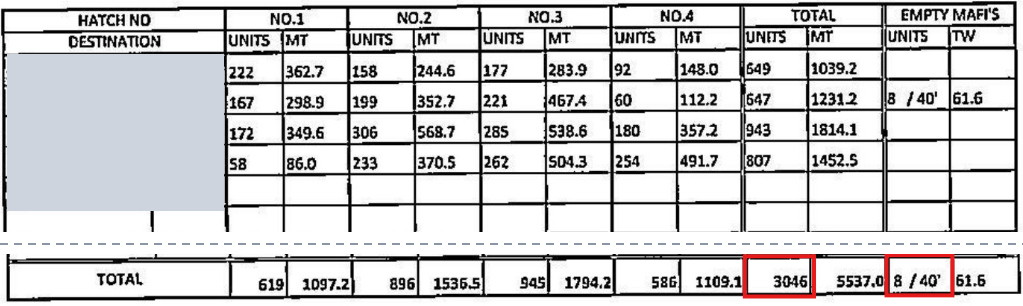 HATCH NO NO.1 NO.2 NO.3 NO.4 TOTAL EMPTY MAFI'S
DESTINATION UNITS MT UNITS MT UNITS MT UNITS MT UNITS MT UNITS TW
222 362.7 158 244.6 177 283.9 92 148.0 649 1039.2
167 298.9 199 352.7 221 467.4 60 112.2 647 1231.2 8 / 40' 61.6
172 349.6 306 568.7 285 538.6 180 357.2 943 1814.1
58 86.0 233 370.5 262 504.3 254 491.7 807 1452.5
TOTAL 619 1097.2 896 1536.5 945 1794.2 586 1109.1 3046 5537.0 8 / 40' 61.6